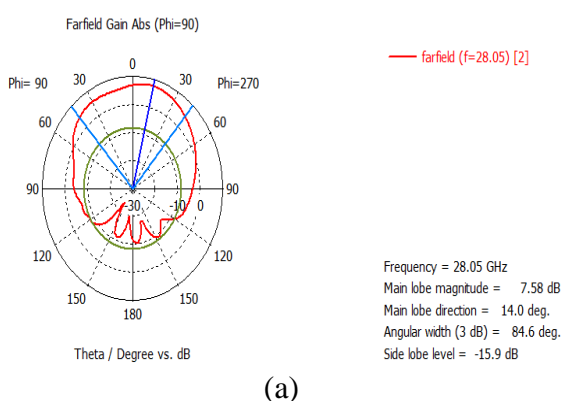 Farfield Gain Abs (Phi=90)
farfield (f=28.05) [2]
0
Phi= 90 30 30 Phi=270
60 60
90 -30 -10 0 90
120 120
150 150
180
Theta / Degree vs. dB
Frequency = 28.05 GHz
Main lobe magnitude = 7.58 dB
Main lobe direction = 14.0 deg.
Angular width (3 dB) = 84.6 deg.
Side lobe level = -15.9 dB
(a)